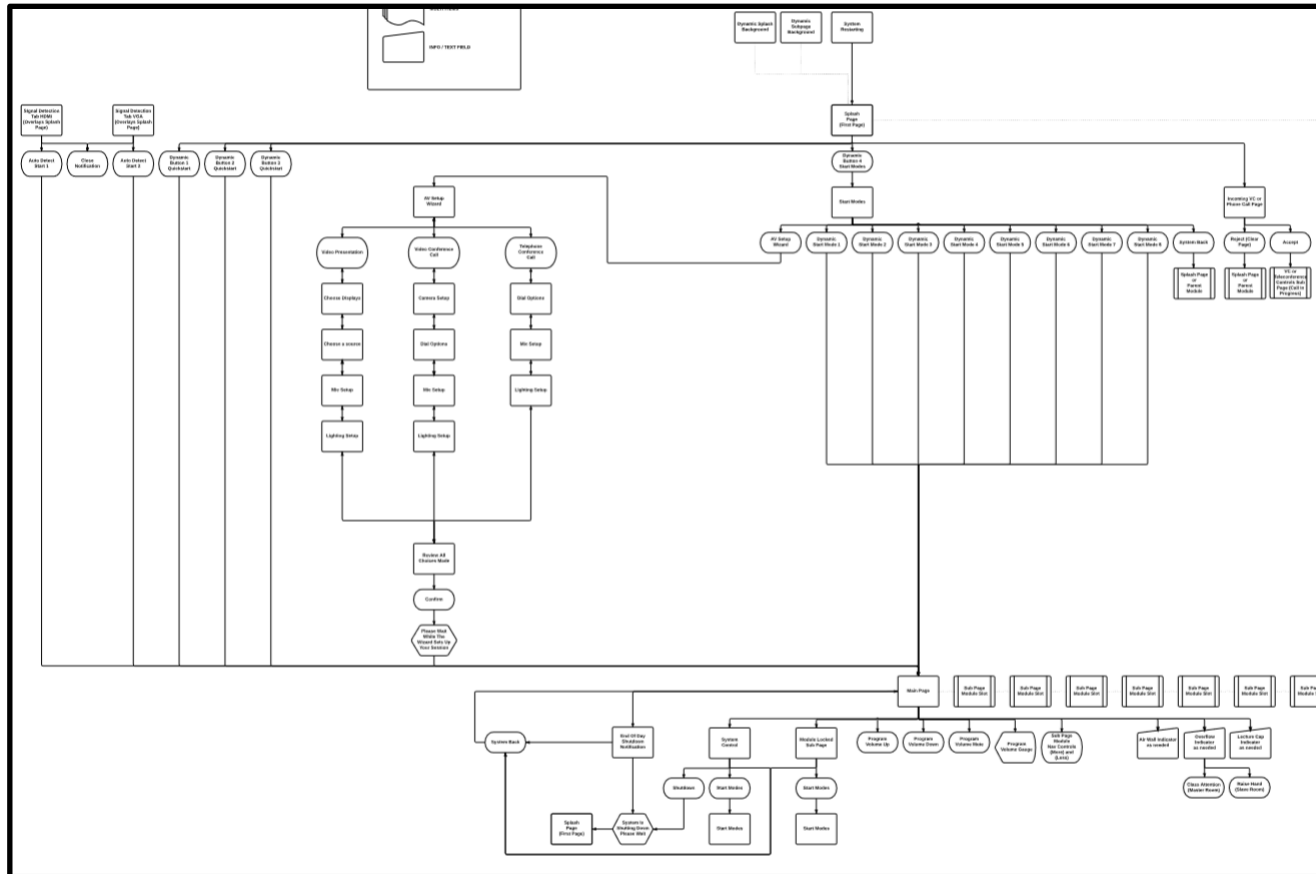 INFO / TEXT FIELD
Dynamic Splash
Background
Dynamic
Subpage
Background
System
Restarting
Signal Detection
Tab HDMI
(Overlays Splash
Page)
Signal Detection
Tab VGA
(Overlays Splash
Page)
Splash
Page
(First Page)
Auto Detect
Start 1
Close
Notification
Auto Detect
Start 2
Dynamic
Button 1
Quickstart
Dynamic
Button 2
Quickstart
Dynamic
Button 3
Quickstart
Dynamic
Button 4
Start Modes
AV Setup
Wizard
Start Modes
Incoming VC or
Phone Call Page
Video Presentation
Video Conference
Call
Telephone
Conference
Call
AV Setup
Wizard
Dynamic
Start Mode 1
Dynamic
Start Mode 2
Dynamic
Start Mode 3
Dynamic
Start Mode 4
Dynamic
Start Mode 5
Dynamic
Start Mode 6
Dynamic
Start Mode 7
Dynamic
Start Mode 8
System Back
Reject (Clear
Page)
Accept
Splash Page
or
Parent
Module
Splash Page
or
Parent
Module
VC or
Teleconference
Controls Sub
Page (Call in
Progress)
Choose Displays
Camera Setup
Dial Options
Choose a source
Dial Options
Mic Setup
Mic Setup
Mic Setup
Lighting Setup
Lighting Setup
Lighting Setup
Review All
Choices Made
Confirm
Please Wait
While The
Wizard Sets Up
Your Session
Main Page
Sub Page
Module Slot
Sub Page
Module Slot
Sub Page
Module Slot
Sub Page
Module Slot
Sub Page
Module Slot
Sub Page
Module Slot
System Back
End Of Day
Shutdown
Notification
System
Control
Module Locked
Sub Page
Program
Volume Up
Program
Volume Down
Program
Volume Mute
Program
Volume Gauge
Sub Page
Module
Nav Controls
(More) and
(Less)
Air Wall Indicator
as needed
Overflow
Indicator
as needed
Lecture Cap
Indicator
as needed
Shutdown
Start Modes
Start Modes
Class Attention
(Master Room)
Raise Hand
(Slave Room)
Splash
Page
(First Page)
System is
Shutting Down
Please Wait
Start Modes
Start Modes